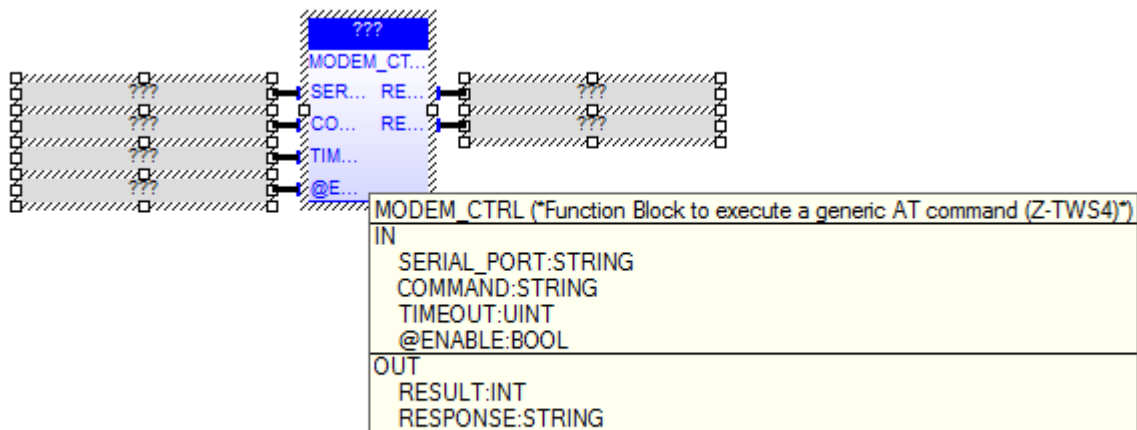 ???
MODEM_CT...
??? SER... RE... ???
??? CO... RE... ???
??? TIM...
??? @E...
MODEM_CTRL (*Function Block to execute a generic AT command (Z-TWS4)*)
IN
SERIAL_PORT:STRING
COMMAND:STRING
TIMEOUT:UINT
@ENABLE:BOOL
OUT
RESULT:INT
RESPONSE:STRING